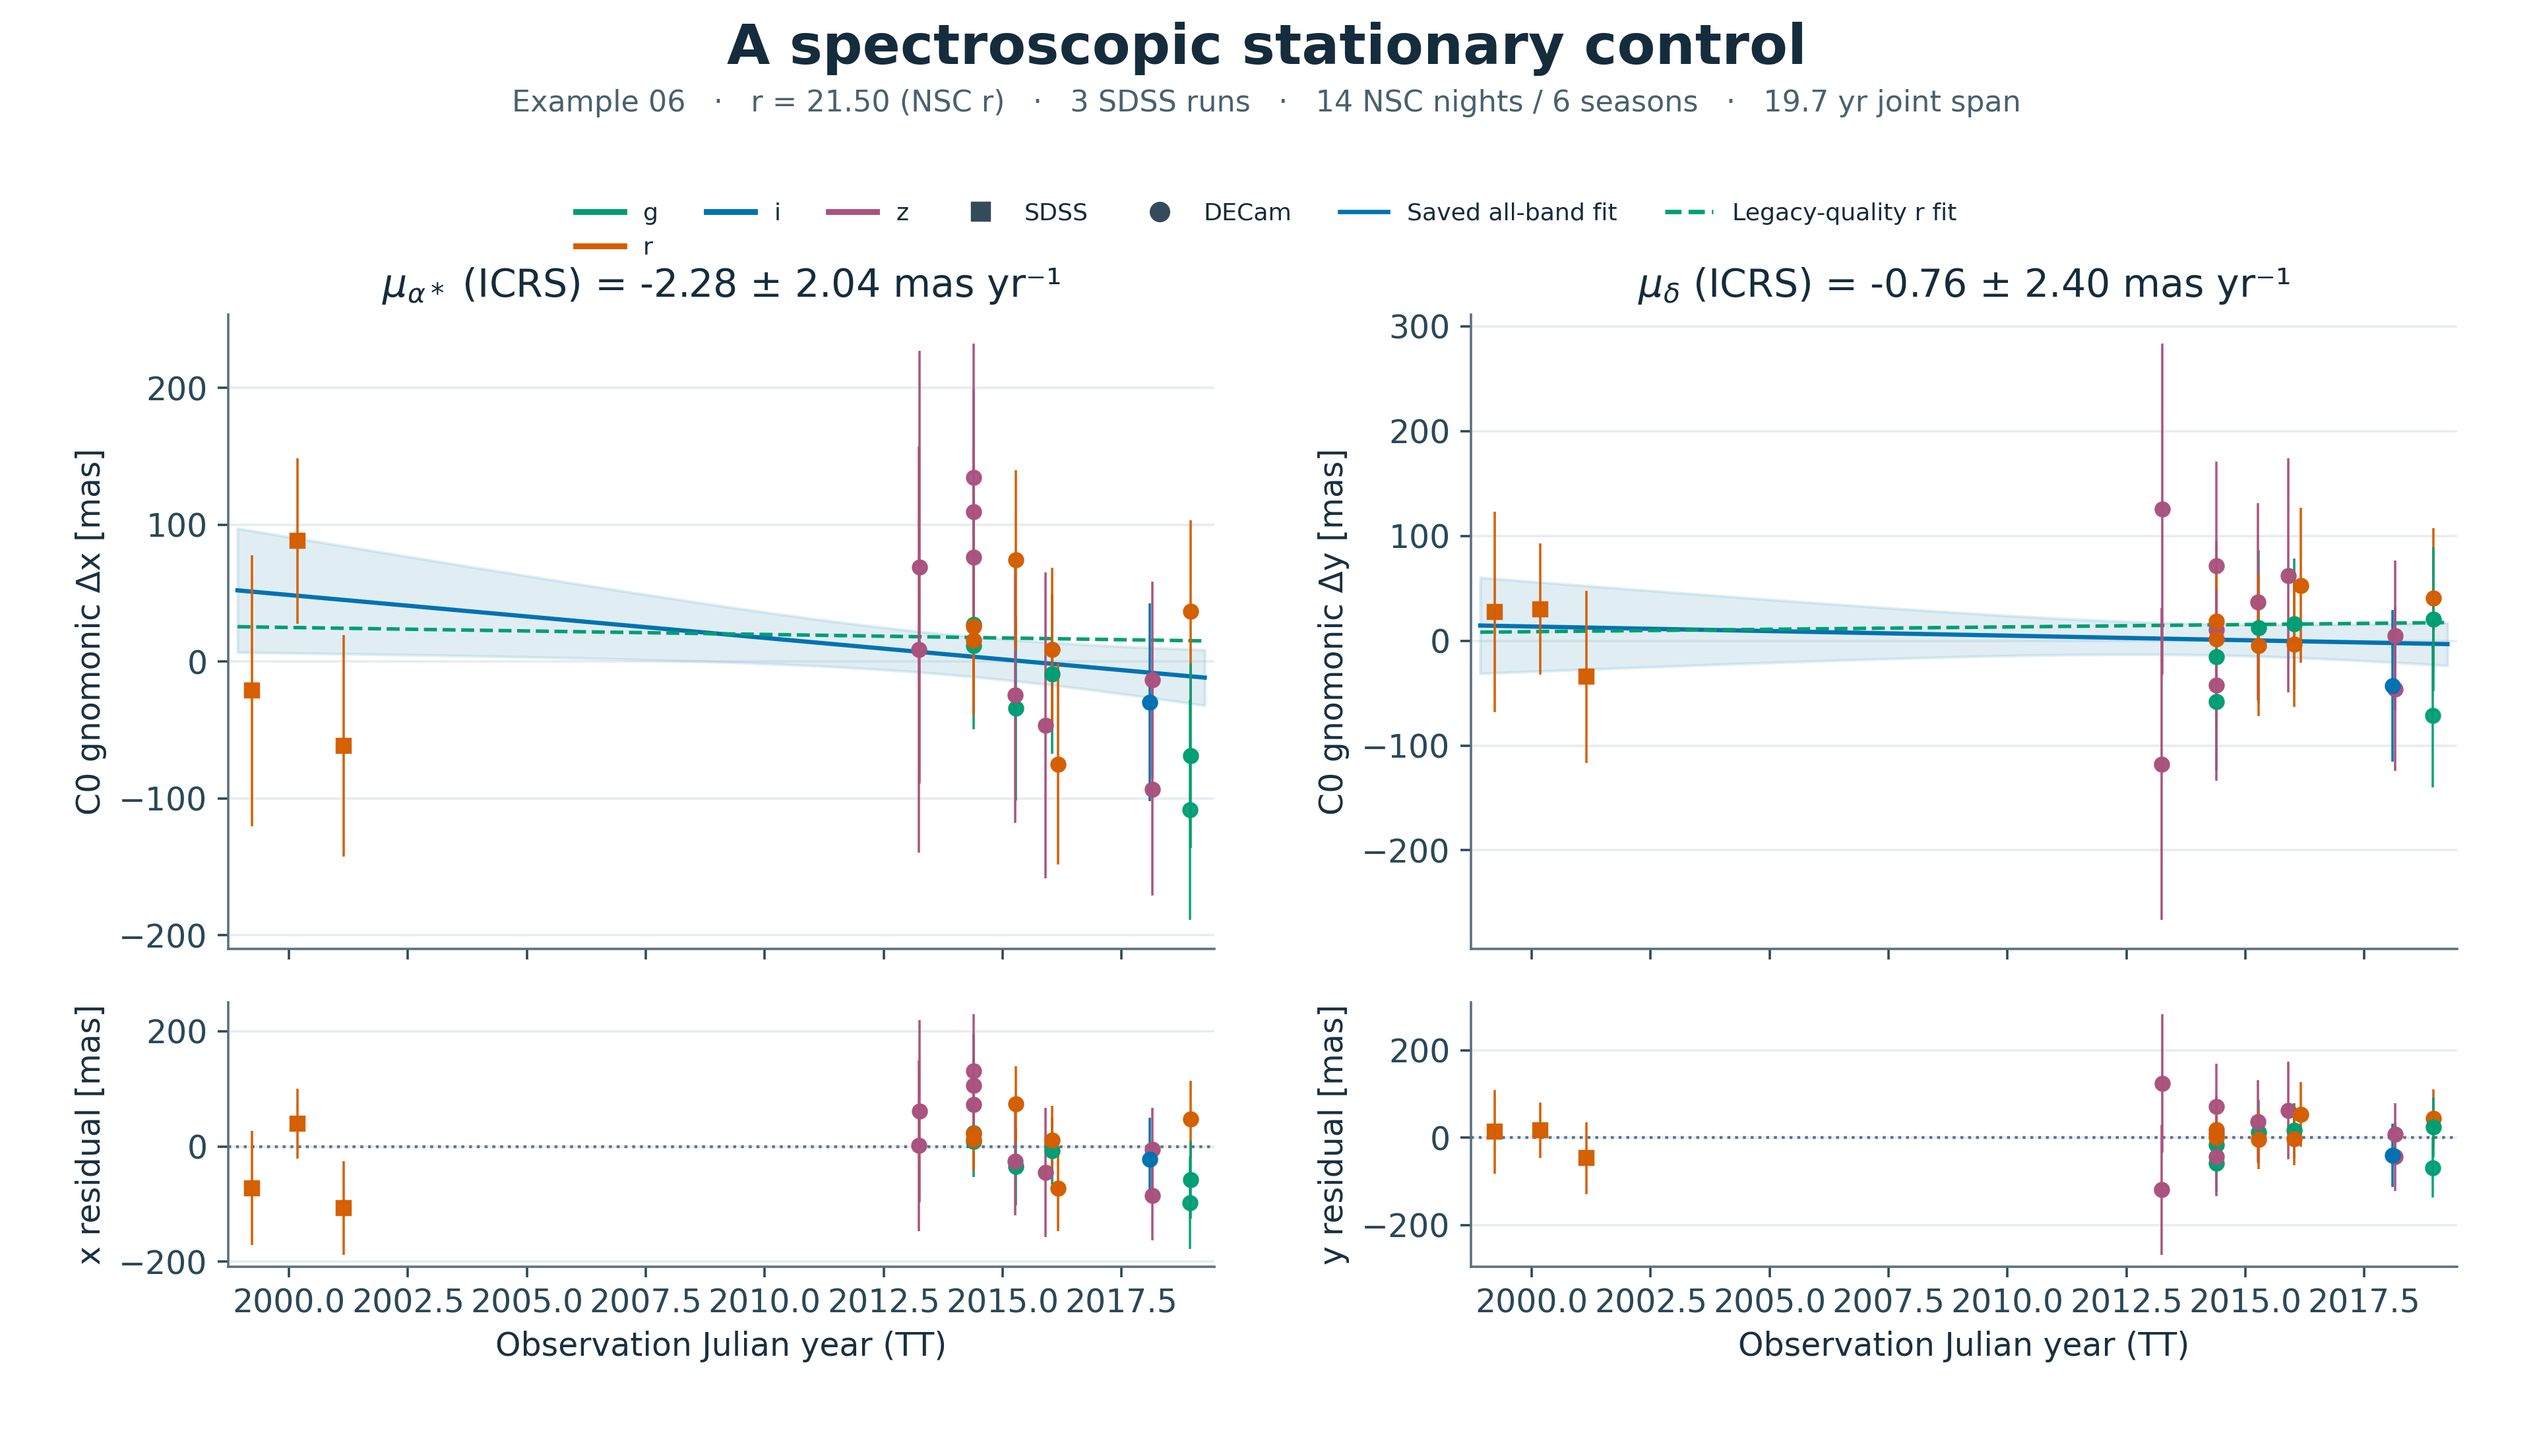 A spectroscopic stationary control
Example 06 · r = 21.50 (NSC r) · 3 SDSS runs · 14 NSC nights / 6 seasons · 19.7 yr joint span
g i z SDSS DECam Saved all-band fit Legacy-quality r fit
r
μα* (ICRS) = -2.28 ± 2.04 mas yr⁻¹
C0 gnomonic Δx [mas]
200
100
0
−100
−200
μδ (ICRS) = -0.76 ± 2.40 mas yr⁻¹
C0 gnomonic Δy [mas]
300
200
100
0
−100
−200
x residual [mas]
200
0
−200
2000.0 2002.5 2005.0 2007.5 2010.0 2012.5 2015.0 2017.5
Observation Julian year (TT)
y residual [mas]
200
0
−200
2000.0 2002.5 2005.0 2007.5 2010.0 2012.5 2015.0 2017.5
Observation Julian year (TT)